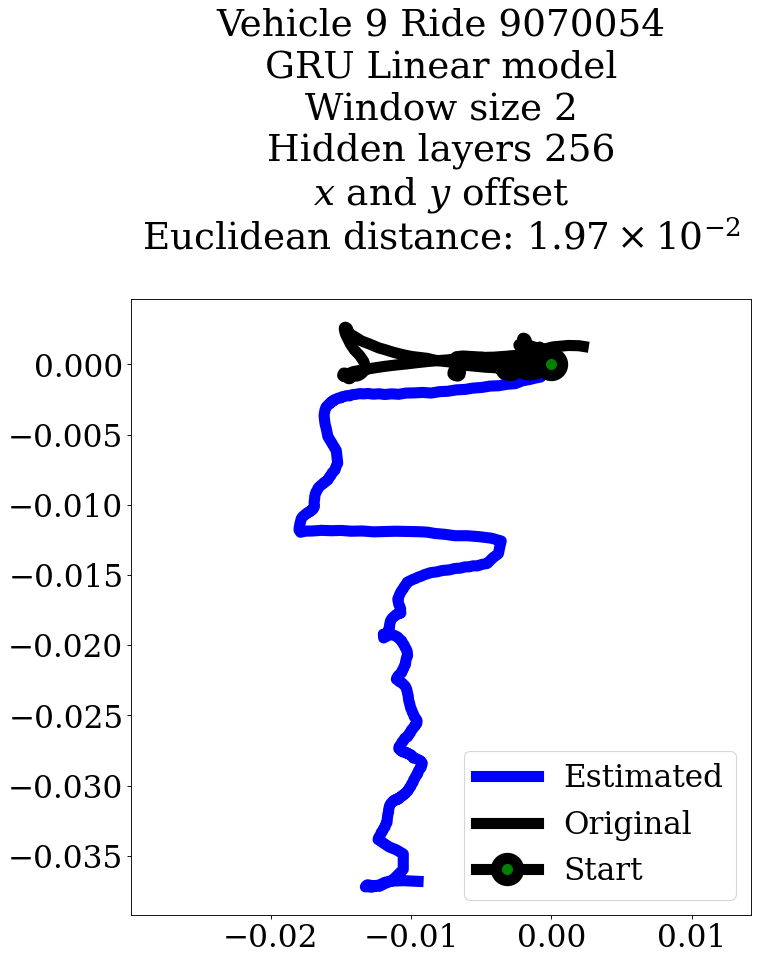 Vehicle 9 Ride 9070054
GRU Linear model
Window size 2
Hidden layers 256
x and y offset
Euclidean distance: 1.97 × 10⁻²
0.000
−0.005
−0.010
−0.015
−0.020
−0.025
−0.030
−0.035
Estimated
Original
Start
−0.02 −0.01 0.00 0.01